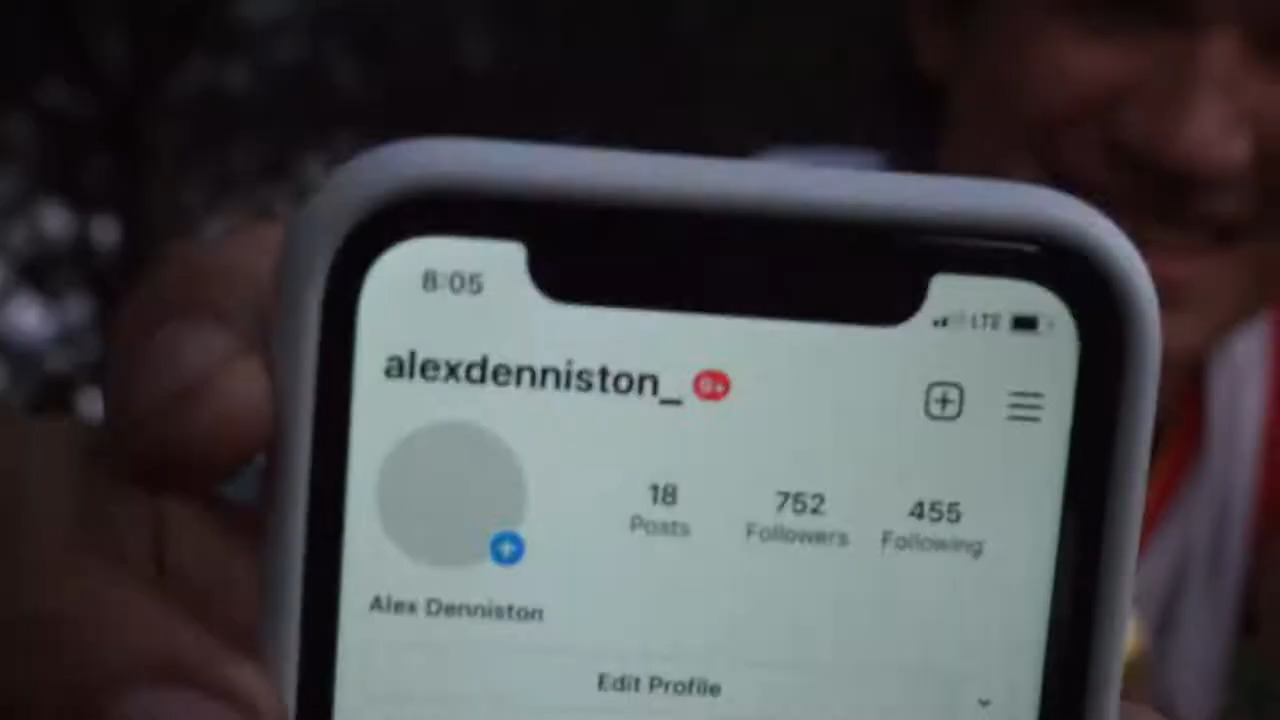 8:05
LTE
alexdenniston_ 9+
18 752 455
Posts Followers Following
Alex Denniston
Edit Profile